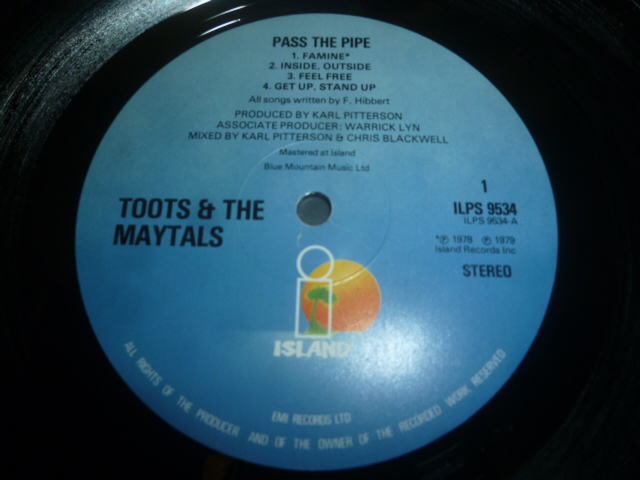 PASS THE PIPE
1. FAMINE*
2. INSIDE, OUTSIDE
3. FEEL FREE
4. GET UP, STAND UP
All songs written by F. Hibbert
PRODUCED BY KARL PITTERSON
ASSOCIATE PRODUCER: WARRICK LYN
MIXED BY KARL PITTERSON & CHRIS BLACKWELL
Mastered at Island
Blue Mountain Music Ltd
TOOTS & THE
MAYTALS
1
ILPS 9534
ILPS 9534-A
*℗ 1978 ℗ 1979
Island Records Inc
STEREO
i
ISLAND
EMI RECORDS LTD
ALL RIGHTS OF THE PRODUCER AND OF THE OWNER OF THE RECORDED WORK RESERVED